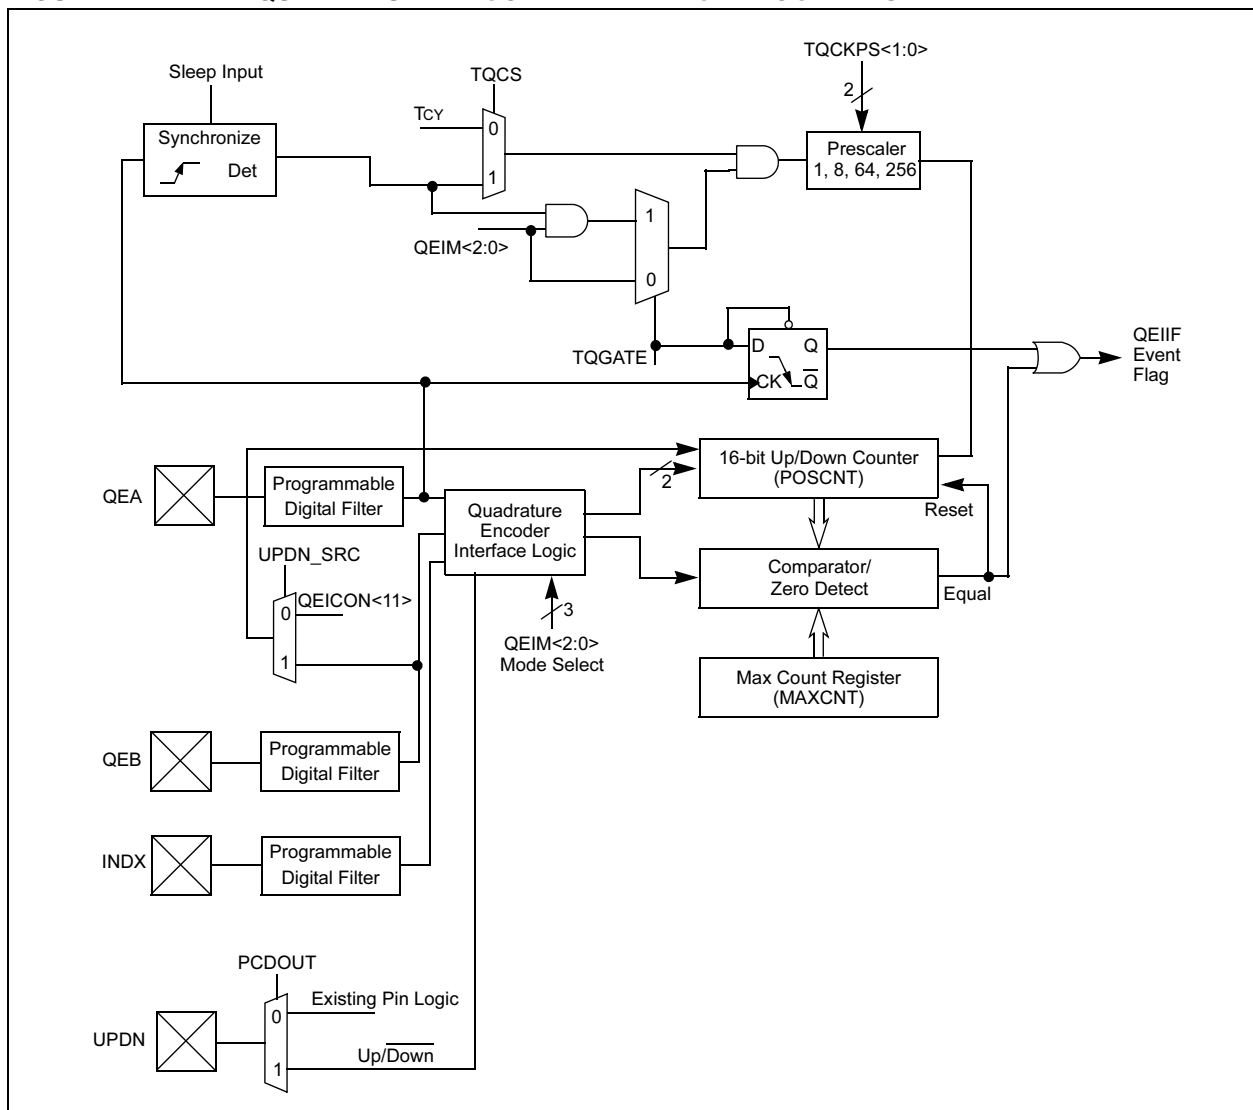 TQCKPS<1:0>
Sleep Input
TQCS
2
TCY
0
Synchronize
Det
1
Prescaler
1, 8, 64, 256
1
QEIM<2:0>
0
TQGATE
D Q
CK Q
QEIIF
Event
Flag
QEA
Programmable
Digital Filter
2
16-bit Up/Down Counter
(POSCNT)
Reset
Quadrature
Encoder
Interface Logic
UPDN_SRC
0
QEICON<11>
1
3
QEIM<2:0>
Mode Select
Comparator/
Zero Detect
Equal
Max Count Register
(MAXCNT)
QEB
Programmable
Digital Filter
INDX
Programmable
Digital Filter
PCDOUT
0
Existing Pin Logic
UPDN
1
Up/Down